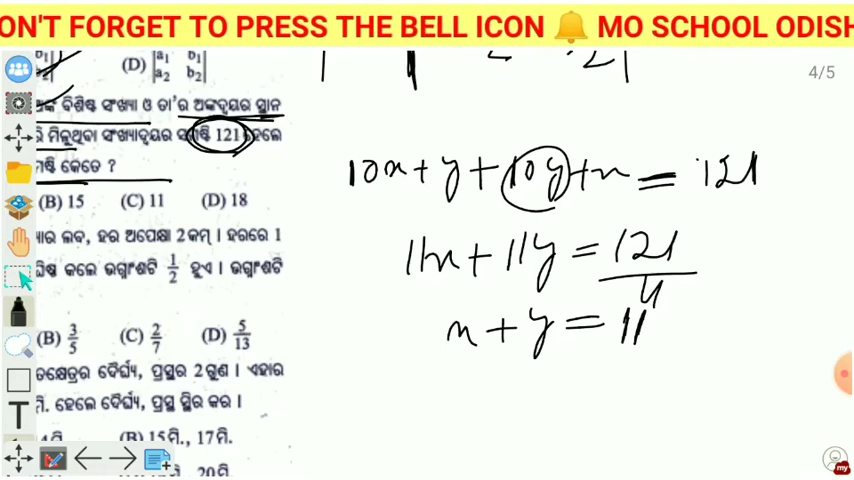 ON'T FORGET TO PRESS THE BELL ICON 🔔 MO SCHOOL ODISH
4/5
(D) |a₁ b₁|
|a₂ b₂|
ବିଶିଷ୍ଟ ସଂଖ୍ୟା ଓ ତା'ର ଅଙ୍କଦ୍ୱୟର ସ୍ଥାନ
ମିଳୁଥିବା ସଂଖ୍ୟାଦ୍ୱୟର ସମଷ୍ଟି 121 ହେଲେ
କେତେ ?
(B) 15 (C) 11 (D) 18
ଲବ, ହର ଅପେକ୍ଷା 2 କମ୍ । ହରରେ 1
କଲେ ଭଗ୍ନାଂଶଟି 1/2 ହୁଏ । ଭଗ୍ନାଂଶଟି
(B) 3/5 (C) 2/7 (D) 5/13
ଦୈର୍ଘ୍ୟ, ପ୍ରସ୍ଥର 2 ଗୁଣ । ଏହାର
ମି. ହେଲେ ଦୈର୍ଘ୍ୟ, ପ୍ରସ୍ଥ ସ୍ଥିର କର ।
(B) 15 ମି., 17 ମି.
20 ମି.
10x + y + 10y + x = 121
11x + 11y = 121
x + y = 11
T
my